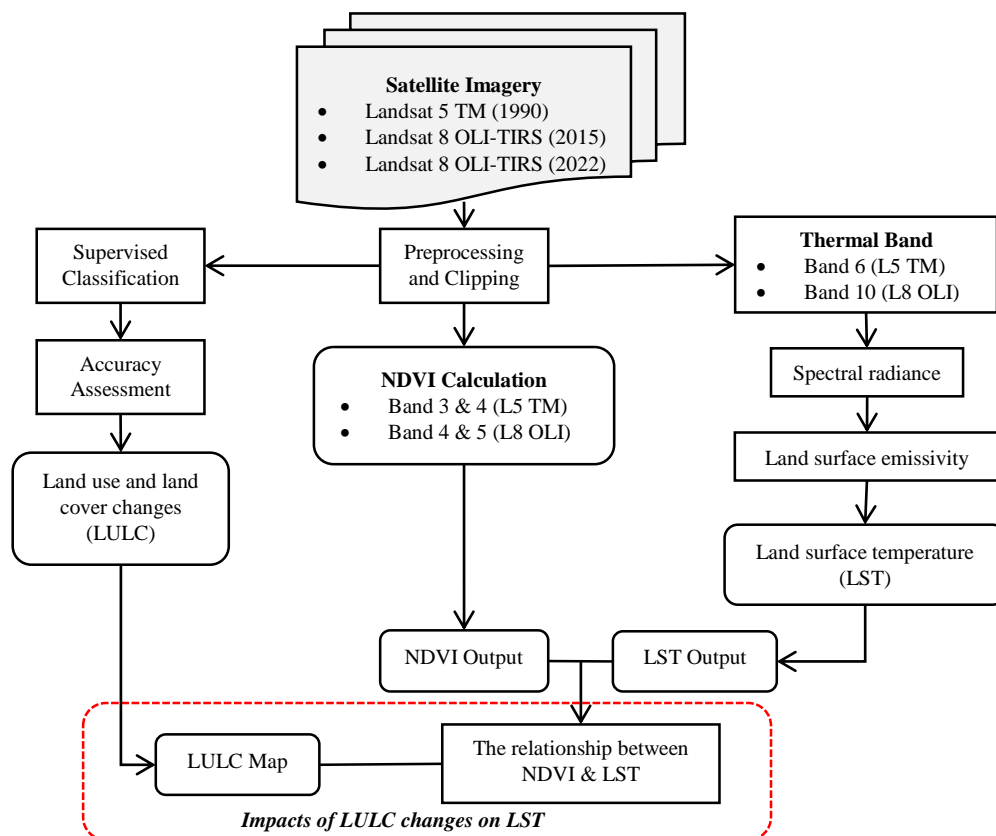 Satellite Imagery
• Landsat 5 TM (1990)
• Landsat 8 OLI-TIRS (2015)
• Landsat 8 OLI-TIRS (2022)
Supervised
Classification
Preprocessing
and Clipping
Thermal Band
• Band 6 (L5 TM)
• Band 10 (L8 OLI)
Accuracy
Assessment
NDVI Calculation
• Band 3 & 4 (L5 TM)
• Band 4 & 5 (L8 OLI)
Spectral radiance
Land surface emissivity
Land use and land
cover changes
(LULC)
Land surface temperature
(LST)
NDVI Output
LST Output
LULC Map
The relationship between
NDVI & LST
Impacts of LULC changes on LST